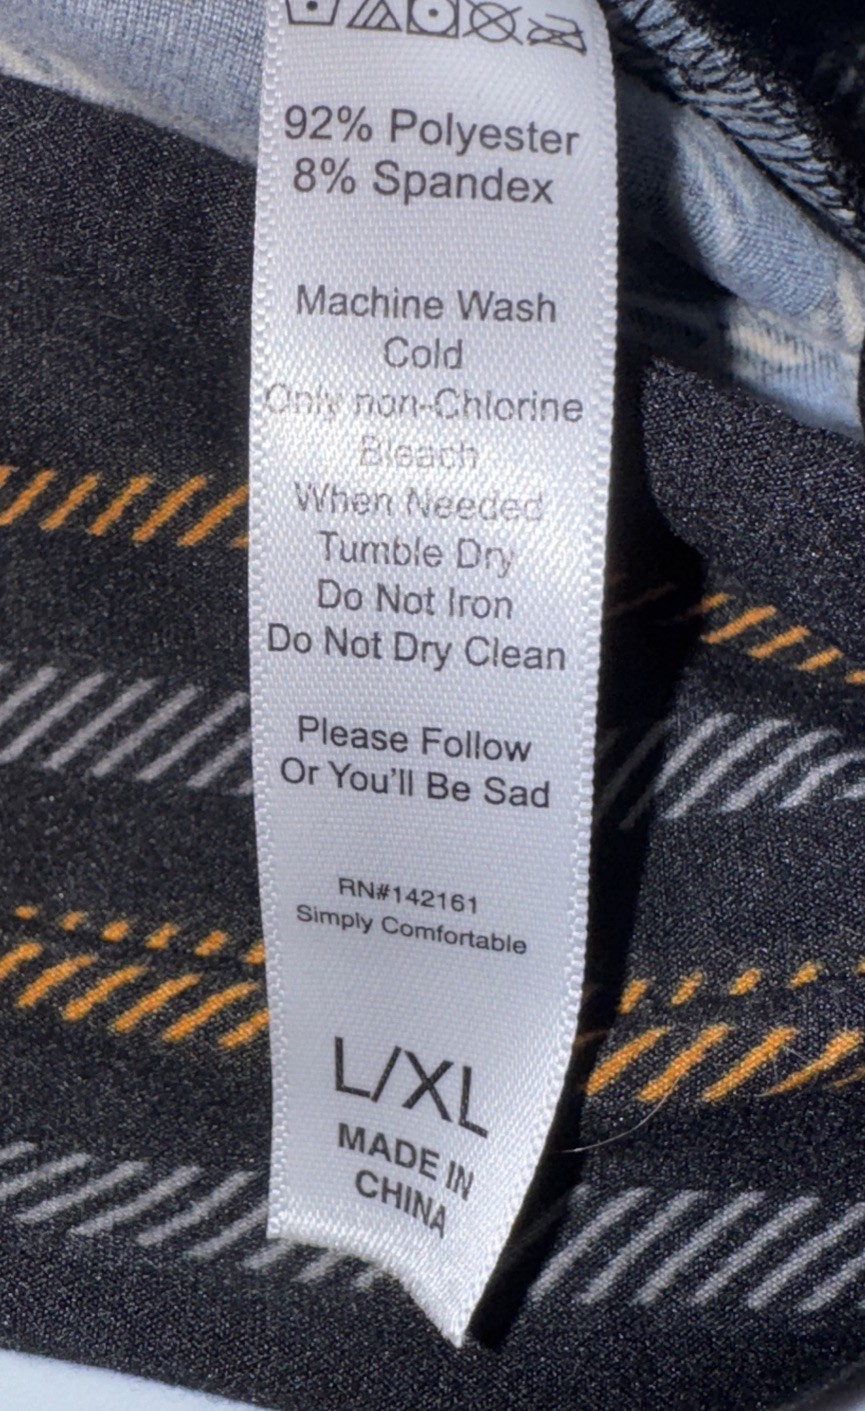 92% Polyester
8% Spandex
Machine Wash
Cold
Only non-Chlorine
Bleach
When Needed
Tumble Dry
Do Not Iron
Do Not Dry Clean
Please Follow
Or You'll Be Sad
RN#142161
Simply Comfortable
L/XL
MADE IN
CHINA